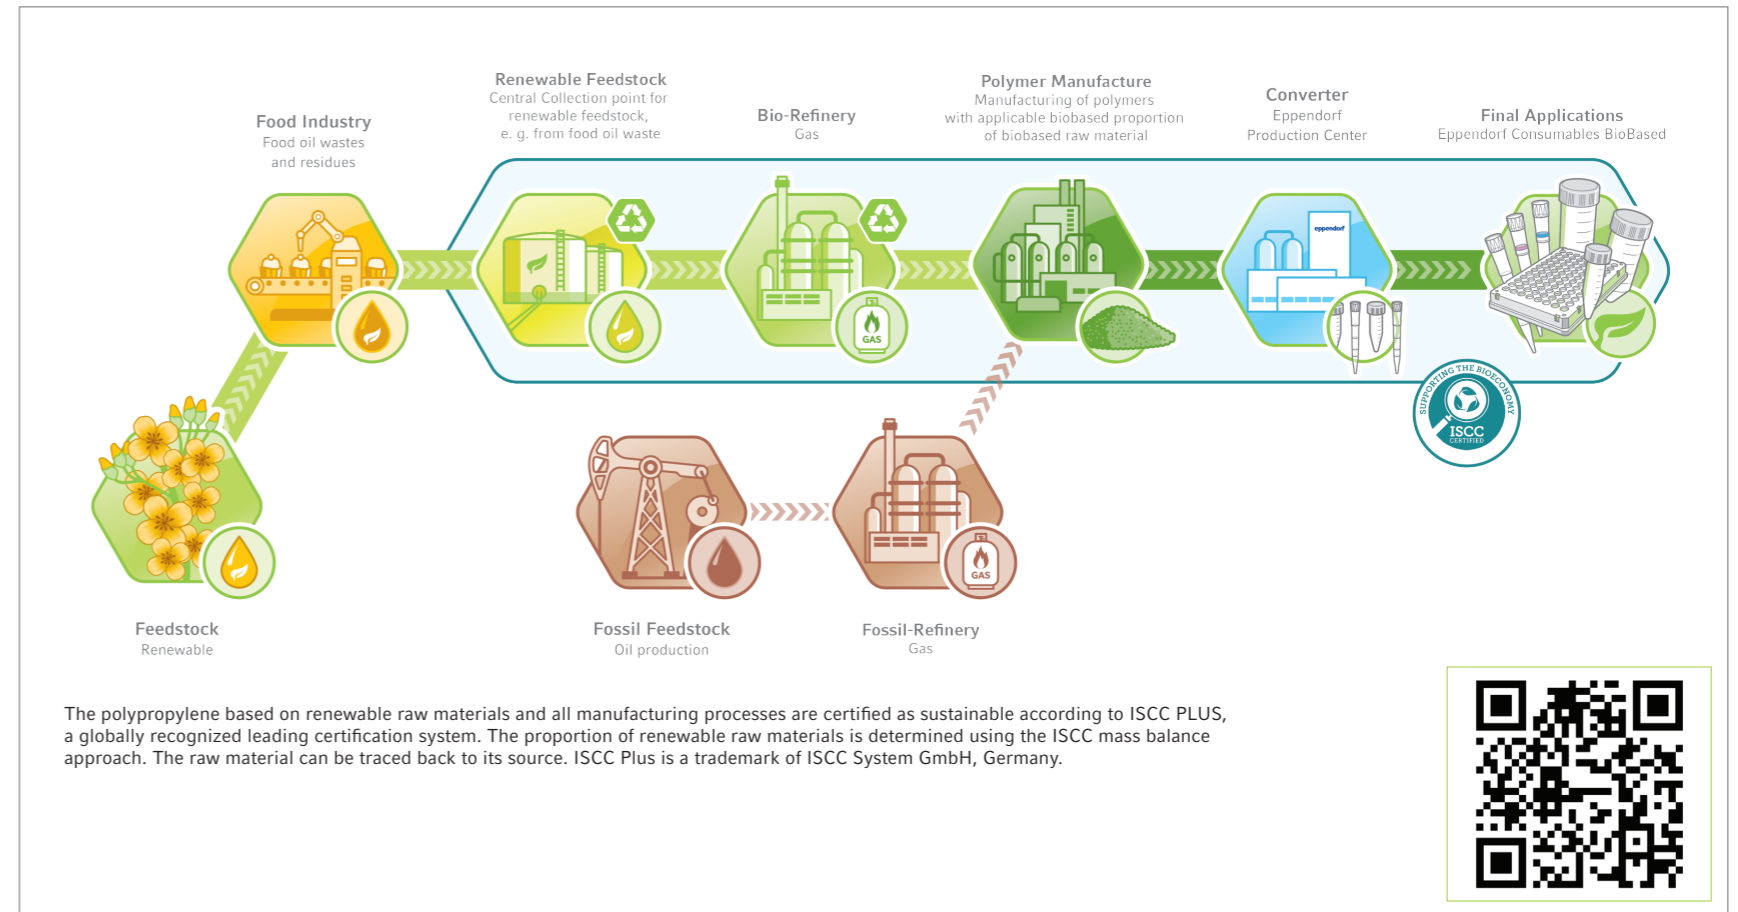 Food Industry
Food oil wastes
and residues
Renewable Feedstock
Central Collection point for
renewable feedstock,
e. g. from food oil waste
Bio-Refinery
Gas
Polymer Manufacture
Manufacturing of polymers
with applicable biobased proportion
of biobased raw material
Converter
Eppendorf
Production Center
Final Applications
Eppendorf Consumables BioBased
eppendorf
GAS
SUPPORTING THE BIOECONOMY
ISCC
CERTIFIED
GAS
Feedstock
Renewable
Fossil Feedstock
Oil production
Fossil-Refinery
Gas
The polypropylene based on renewable raw materials and all manufacturing processes are certified as sustainable according to ISCC PLUS,
a globally recognized leading certification system. The proportion of renewable raw materials is determined using the ISCC mass balance
approach. The raw material can be traced back to its source. ISCC Plus is a trademark of ISCC System GmbH, Germany.